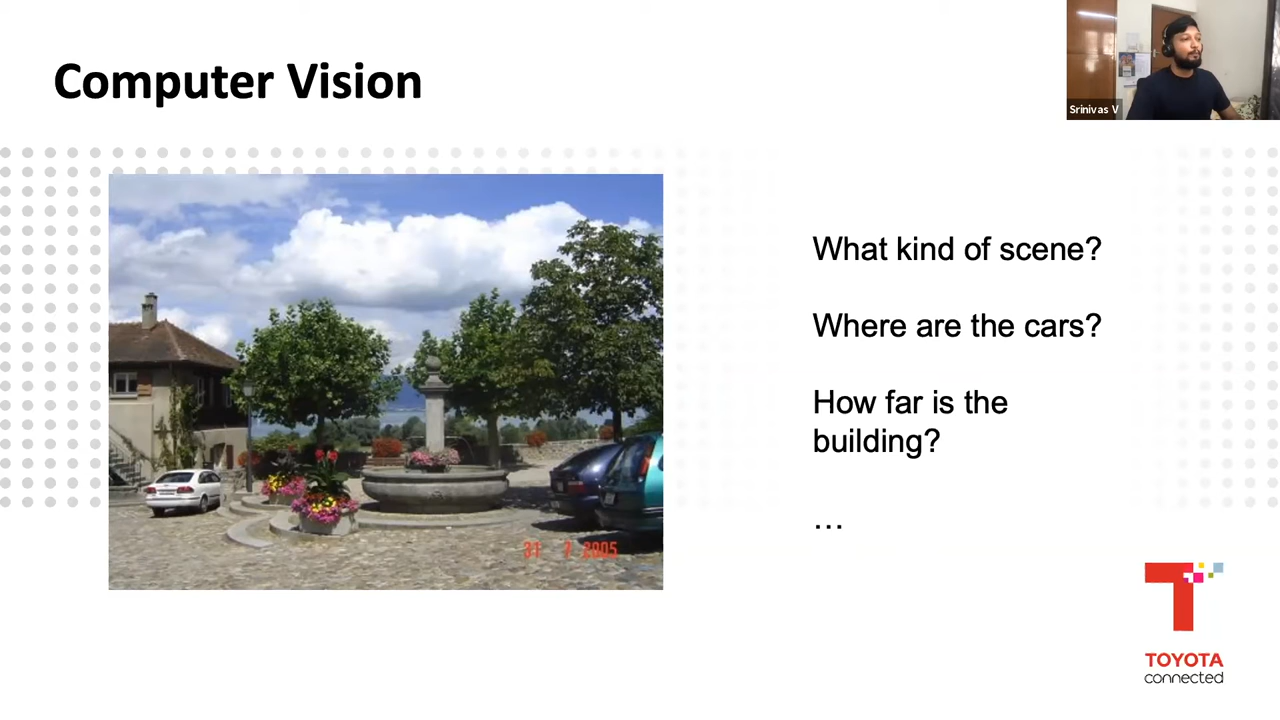 Computer Vision
Srinivas V
What kind of scene?
Where are the cars?
How far is the
building?
...
31 7 2005
TOYOTA
connected